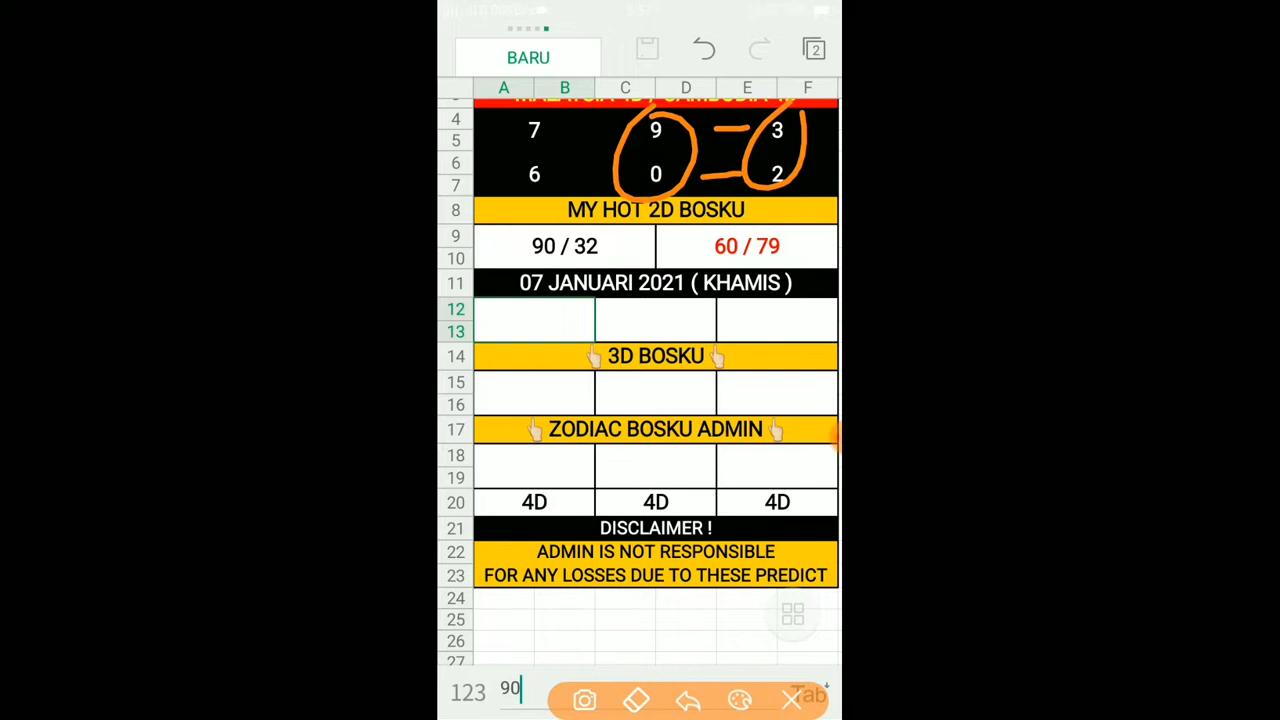 BARU
2
A B C D E F
4
5
7 9 3
6
7
6 0 2
8 MY HOT 2D BOSKU
9
10
90 / 32 60 / 79
11 07 JANUARI 2021 ( KHAMIS )
12
13
14 👆🏻 3D BOSKU 👆🏻
15
16
17 👆🏻 ZODIAC BOSKU ADMIN 👆🏻
18
19
20 4D 4D 4D
21 DISCLAIMER !
22 ADMIN IS NOT RESPONSIBLE
23 FOR ANY LOSSES DUE TO THESE PREDICT
24
25
26
27
123 90 Tab